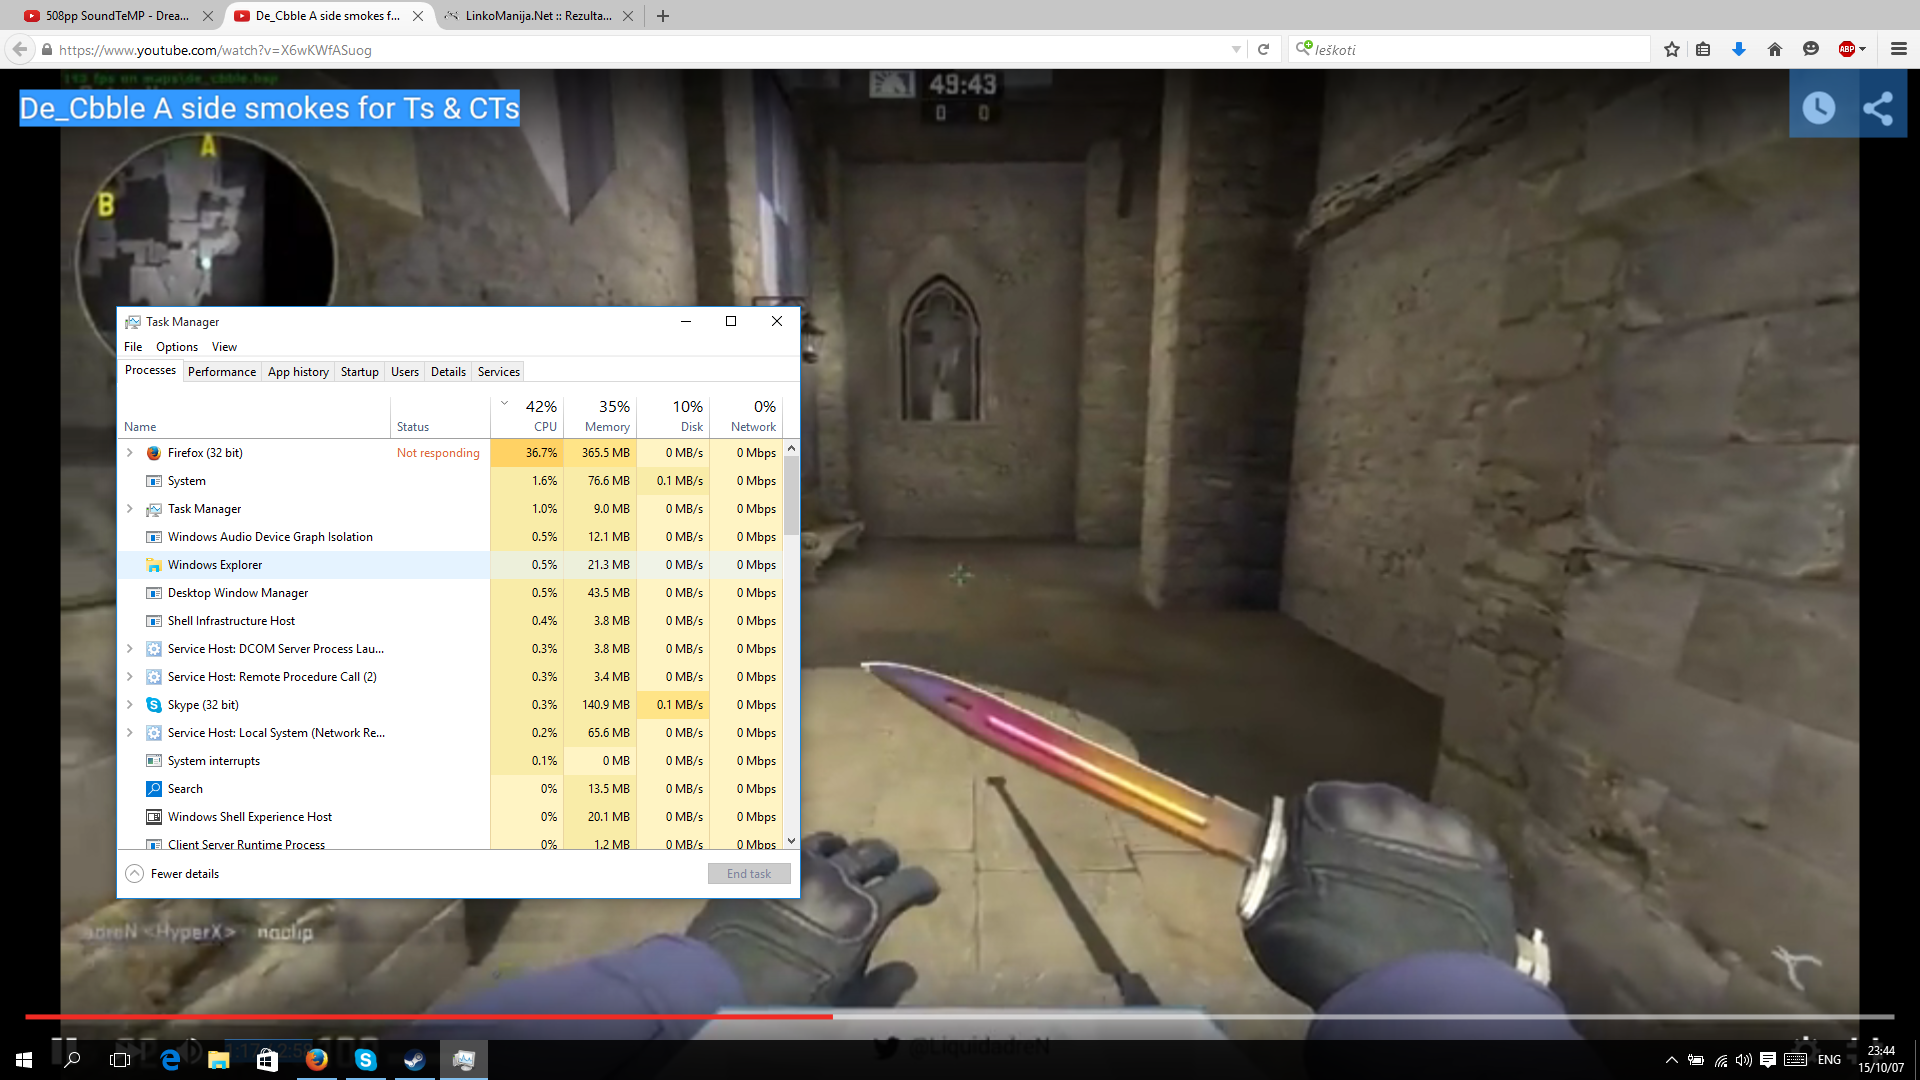 508pp SoundTeMP - Drea...
De_Cbble A side smokes f...
LinkoManija.Net :: Rezulta...
https://www.youtube.com/watch?v=X6wKWfASuog
Ieškoti
ABP
De_Cbble A side smokes for Ts & CTs
49:43
0 0
A
B
Task Manager
File Options View
Processes Performance App history Startup Users Details Services
42% 35% 10% 0%
Name Status CPU Memory Disk Network
Firefox (32 bit) Not responding 36.7% 365.5 MB 0 MB/s 0 Mbps
System 1.6% 76.6 MB 0.1 MB/s 0 Mbps
Task Manager 1.0% 9.0 MB 0 MB/s 0 Mbps
Windows Audio Device Graph Isolation 0.5% 12.1 MB 0 MB/s 0 Mbps
Windows Explorer 0.5% 21.3 MB 0 MB/s 0 Mbps
Desktop Window Manager 0.5% 43.5 MB 0 MB/s 0 Mbps
Shell Infrastructure Host 0.4% 3.8 MB 0 MB/s 0 Mbps
Service Host: DCOM Server Process Lau... 0.3% 3.8 MB 0 MB/s 0 Mbps
Service Host: Remote Procedure Call (2) 0.3% 3.4 MB 0 MB/s 0 Mbps
Skype (32 bit) 0.3% 140.9 MB 0.1 MB/s 0 Mbps
Service Host: Local System (Network Re... 0.2% 65.6 MB 0 MB/s 0 Mbps
System interrupts 0.1% 0 MB 0 MB/s 0 Mbps
Search 0% 13.5 MB 0 MB/s 0 Mbps
Windows Shell Experience Host 0% 20.1 MB 0 MB/s 0 Mbps
Client Server Runtime Process 0% 1.2 MB 0 MB/s 0 Mbps
Fewer details End task
adreN <HyperX> noclip
@LiquidadreN
ENG
23:44
15/10/07